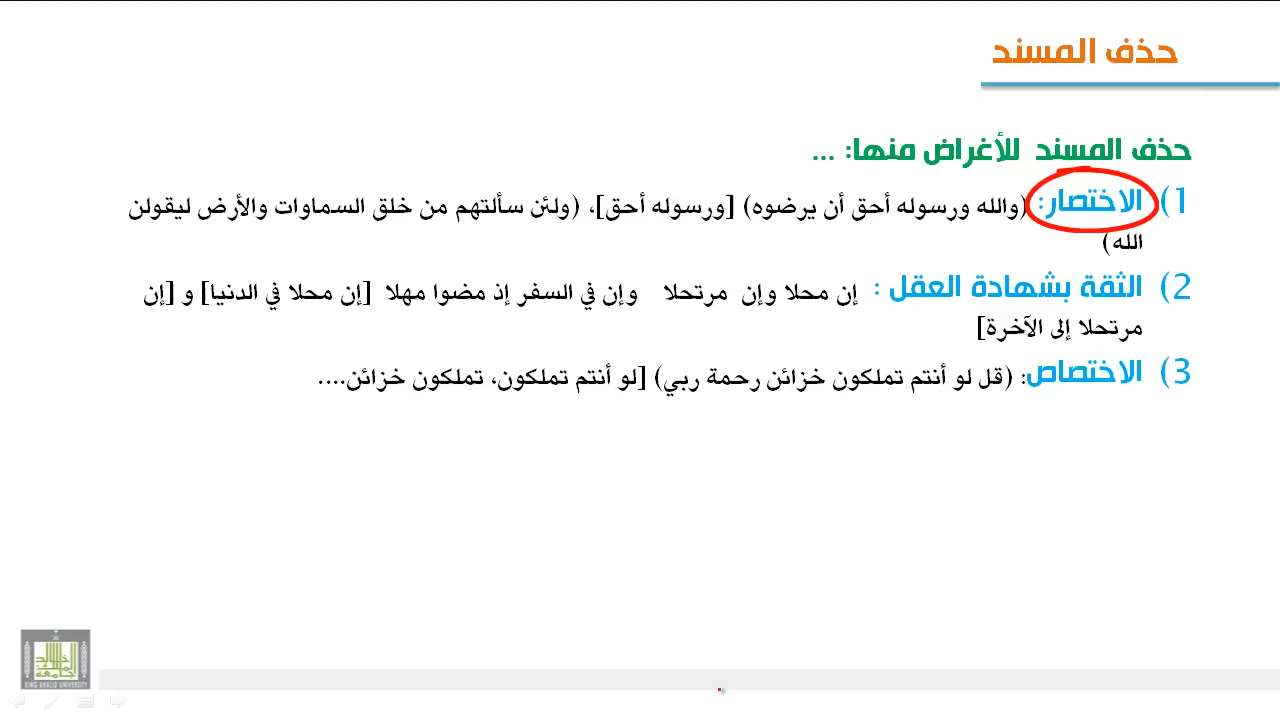 حذف المسند
حذف المسند للأغراض منها: ...
1) الاختصار: (والله ورسوله أحق أن يرضوه) [ورسوله أحق]، (ولئن سألتهم من خلق السماوات والأرض ليقولن
الله)
2) الثقة بشهادة العقل : إن محلا وإن مرتحلا وإن في السفر إذ مضوا مهلا [إن محلا في الدنيا] و [إن
مرتحلا إلى الآخرة]
3) الاختصاص: (قل لو أنتم تملكون خزائن رحمة ربي) [لو أنتم تملكون، تملكون خزائن....
KING KHALID UNIVERSITY